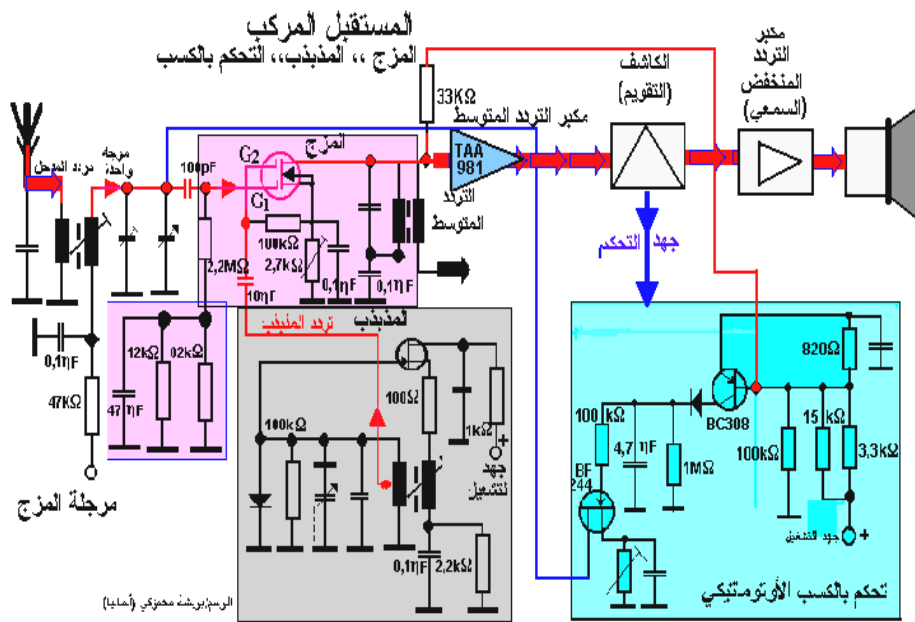 المستقبل المركب
المزج ،، المذبذب،، التحكم بالكسب
مكبر
التردد
المنخفض
(السمعي)
الكاشف
(التقويم)
33KΩ
مكبر التردد المتوسط
TAA
981
موجة
واحدة
100pF
G2
G1
المزج
التردد
المتوسط
100kΩ
2,7kΩ
2,2MΩ
0,1ηF
0,1ηF
10ηF
جهد
التحكم
المذبذب
تردد المذبذب
0,1ηF
12kΩ
82kΩ
47ηF
47kΩ
مرحلة المزج
100Ω
1kΩ
+
جهد
لتشغيل
100kΩ
0,1ηF
2,2kΩ
820Ω
BC308
100kΩ
4,7ηF
1MΩ
100kΩ
15kΩ
3,3kΩ
BF
244
جهد التشغيل
+
تحكم بالكسب الأوتوماتيكي